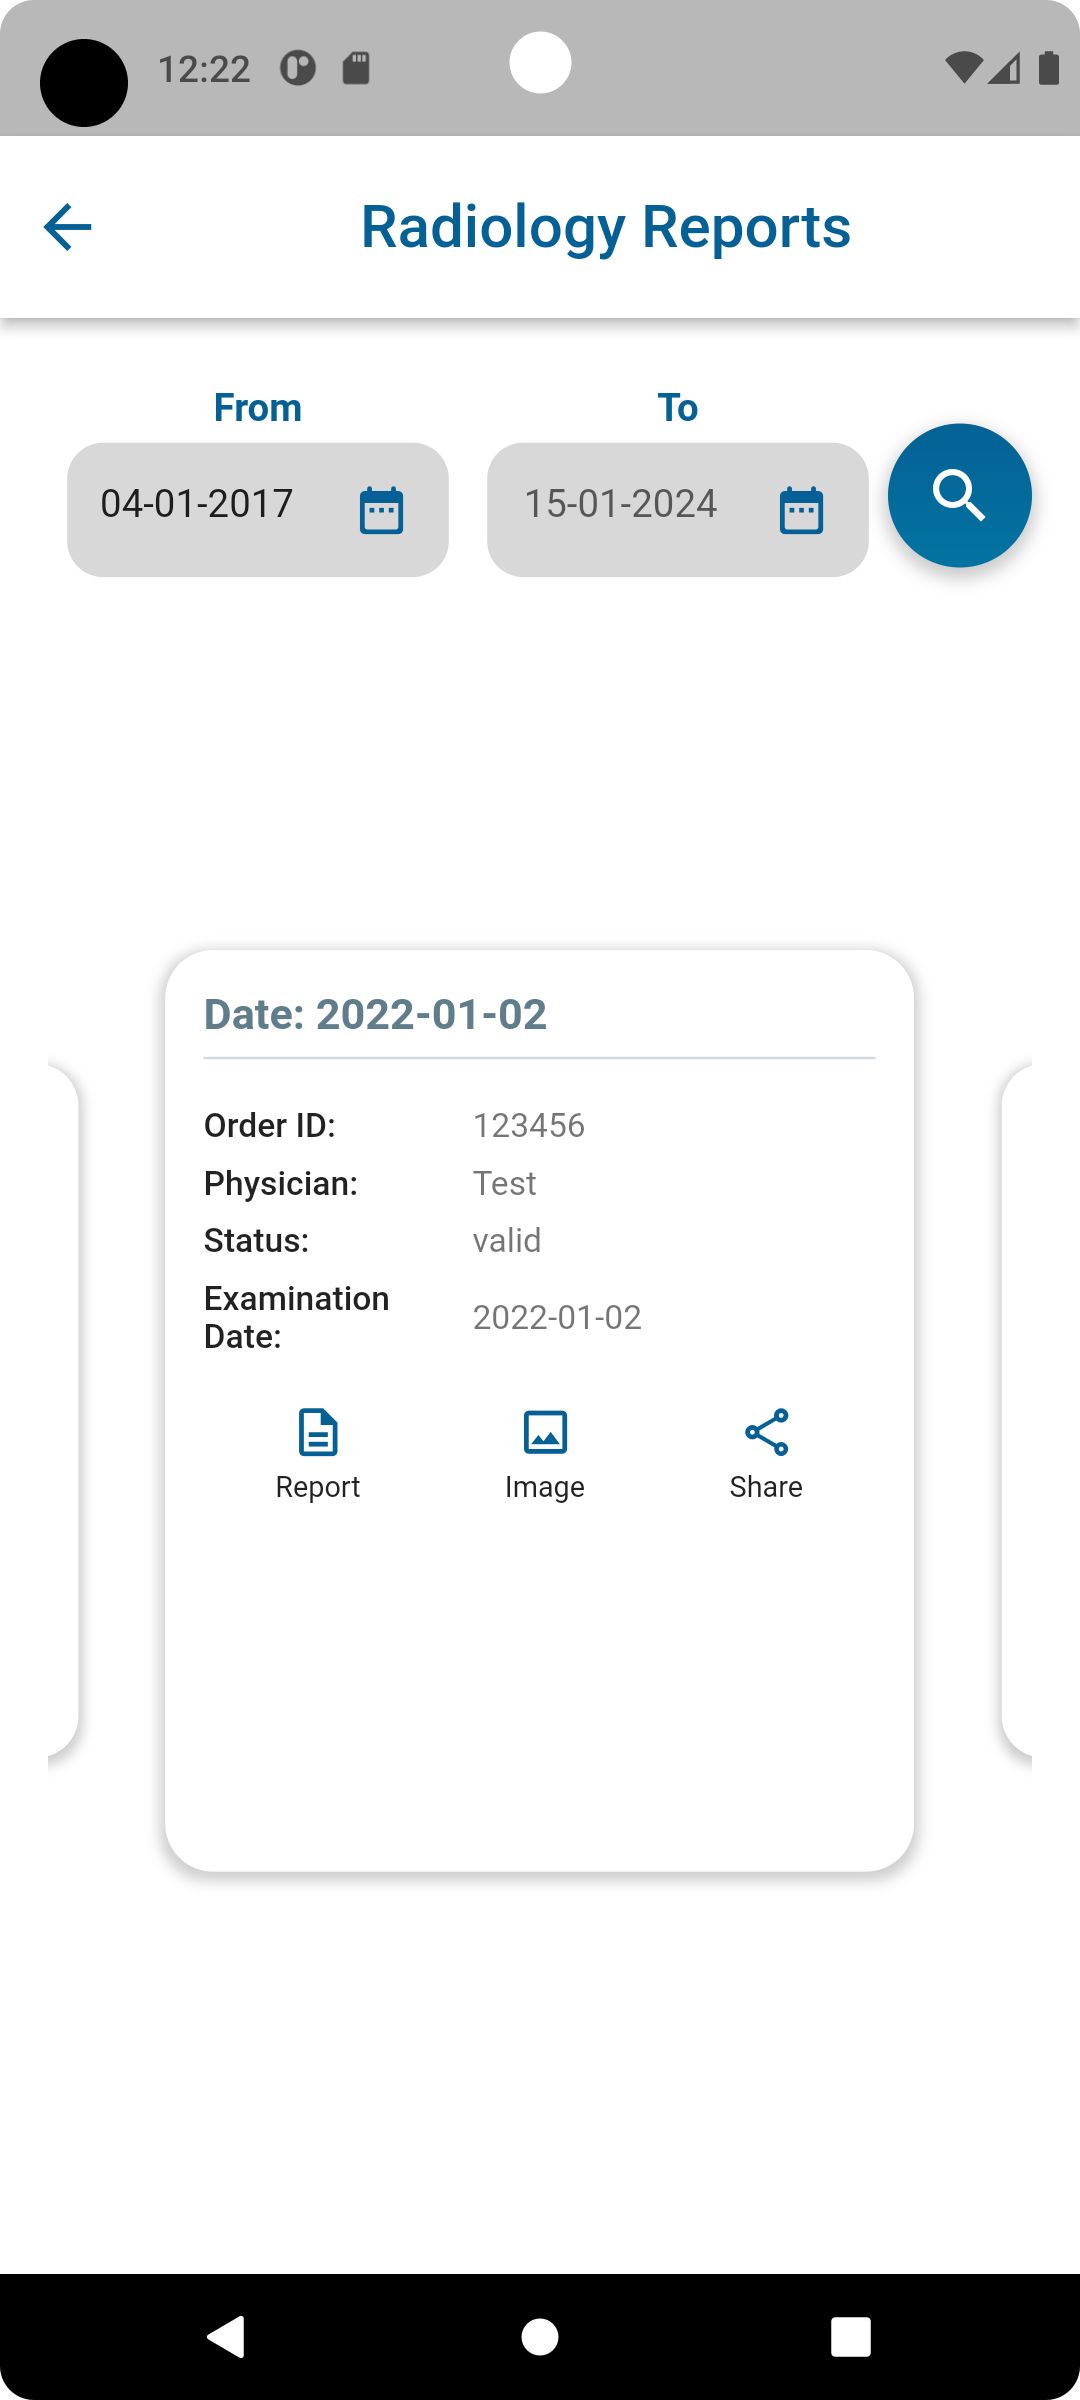 12:22
Radiology Reports
From To
04-01-2017 15-01-2024
Date: 2022-01-02
Order ID: 123456
Physician: Test
Status: valid
Examination
Date: 2022-01-02
Report Image Share